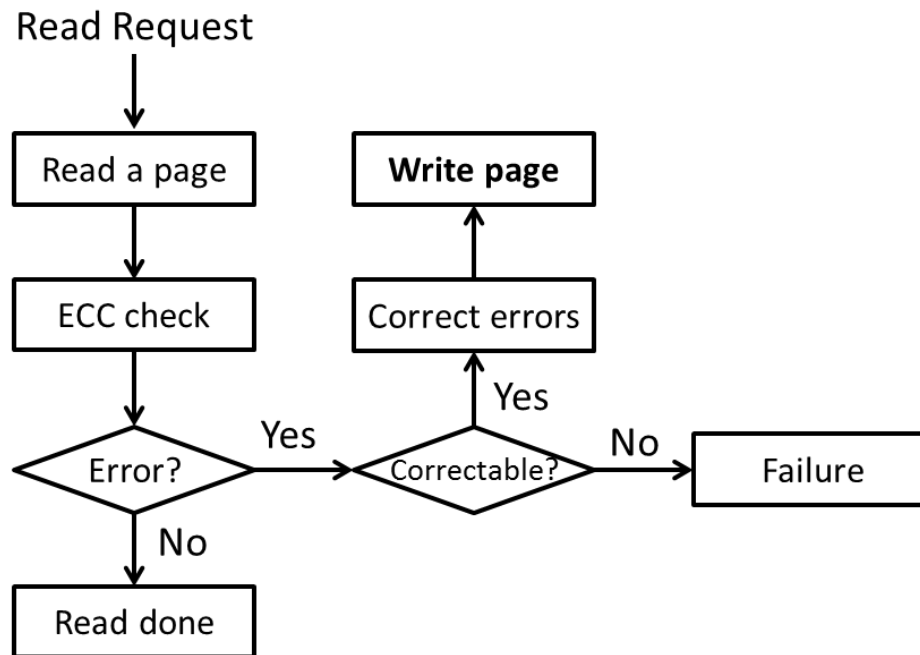 Read Request
Read a page
Write page
ECC check
Correct errors
Yes
Yes
No
Error?
Correctable?
Failure
No
Read done